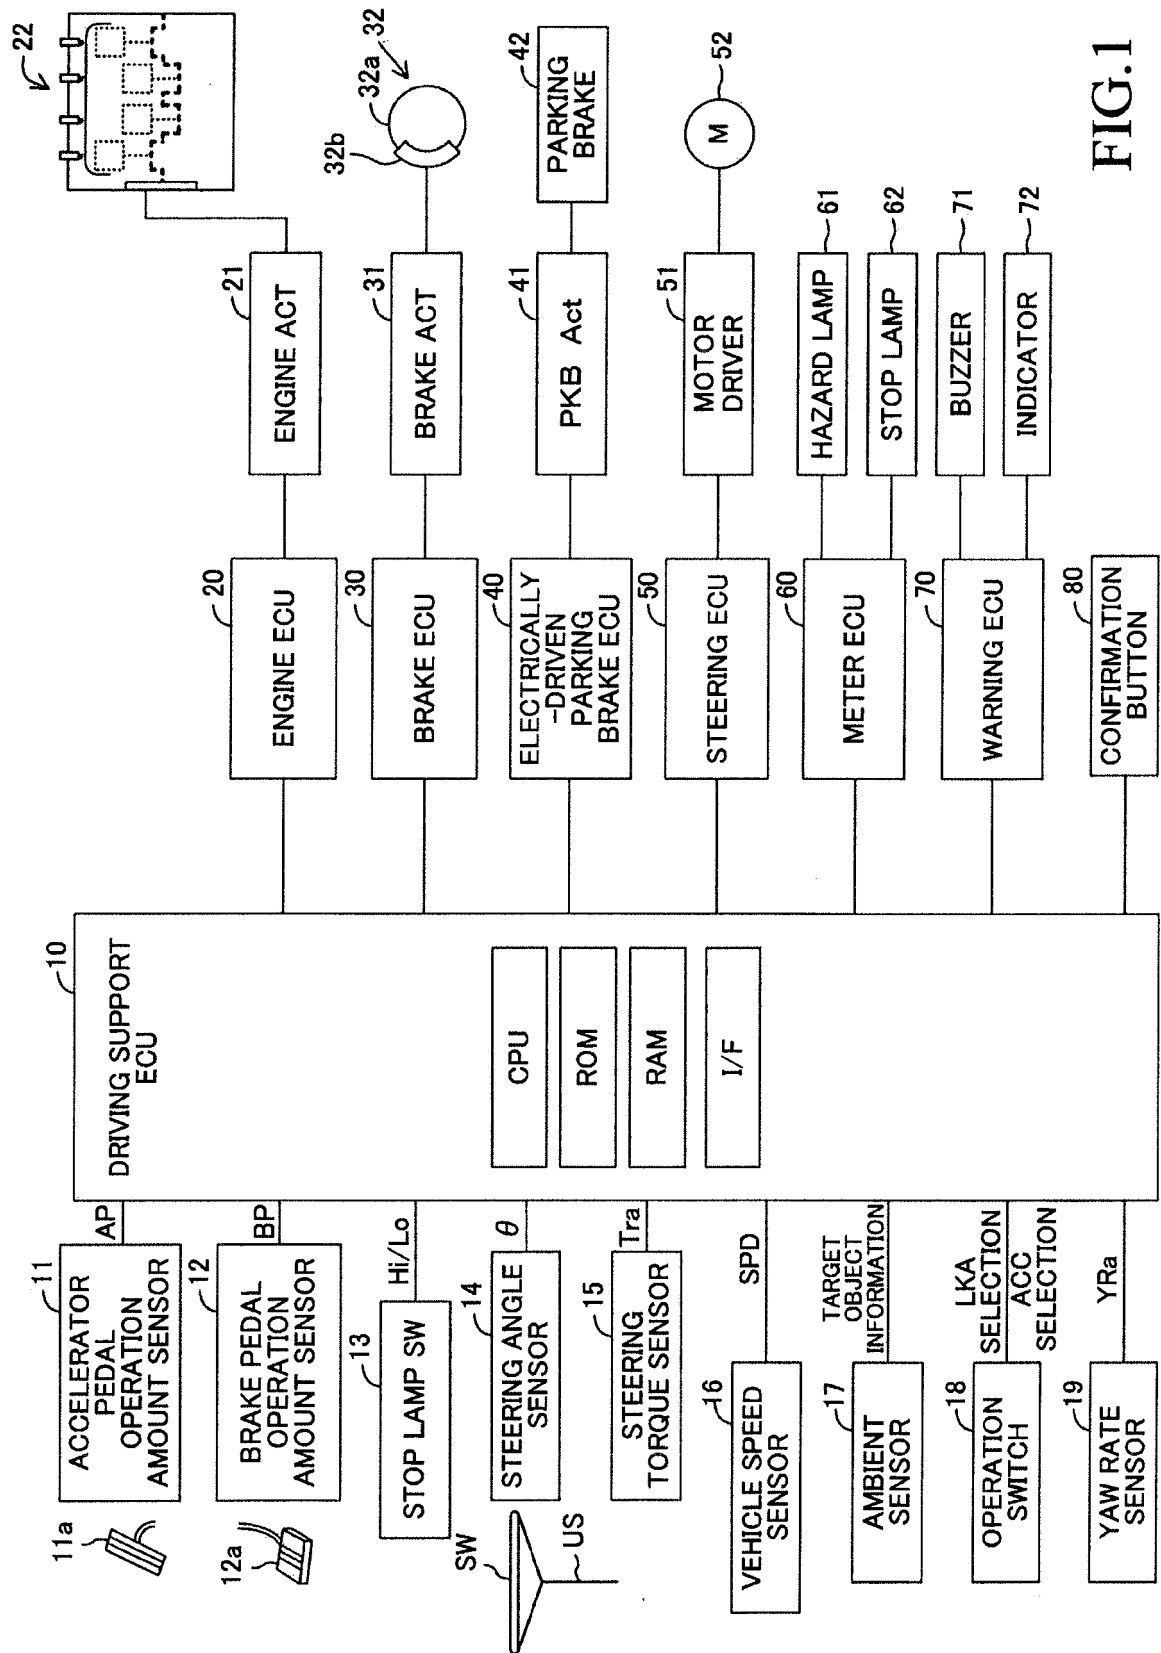 10
DRIVING SUPPORT
ECU
CPU
ROM
RAM
I/F
11a
11
ACCELERATOR
PEDAL
OPERATION
AMOUNT SENSOR
AP
12a
12
BRAKE PEDAL
OPERATION
AMOUNT SENSOR
BP
13
STOP LAMP SW
Hi/Lo
SW
US
14
STEERING ANGLE
SENSOR
θ
15
STEERING
TORQUE SENSOR
Tra
16
VEHICLE SPEED
SENSOR
SPD
17
AMBIENT
SENSOR
TARGET
OBJECT
INFORMATION
18
OPERATION
SWITCH
LKA
SELECTION
ACC
SELECTION
19
YAW RATE
SENSOR
YRa
20
ENGINE ECU
21
ENGINE ACT
22
30
BRAKE ECU
31
BRAKE ACT
32b
32a
32
40
ELECTRICALLY
-DRIVEN
PARKING
BRAKE ECU
41
PKB Act
42
PARKING
BRAKE
50
STEERING ECU
51
MOTOR
DRIVER
M
52
60
METER ECU
HAZARD LAMP
61
STOP LAMP
62
70
WARNING ECU
BUZZER
71
INDICATOR
72
80
CONFIRMATION
BUTTON
FIG.1